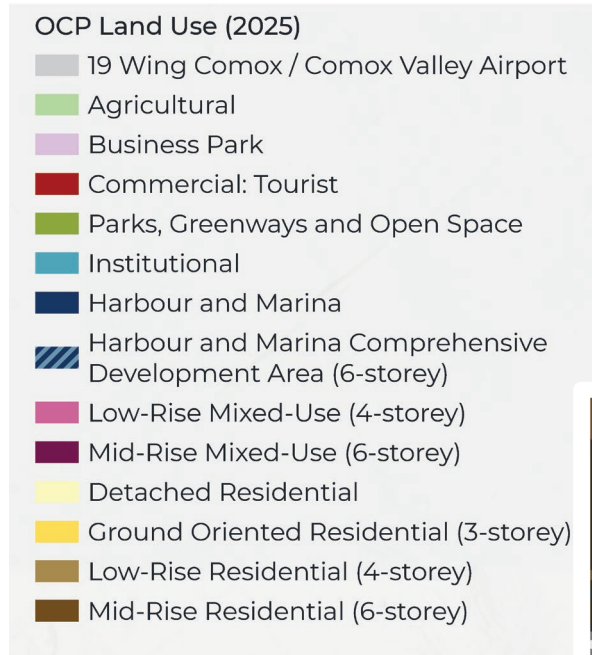 OCP Land Use (2025)
19 Wing Comox / Comox Valley Airport
Agricultural
Business Park
Commercial: Tourist
Parks, Greenways and Open Space
Institutional
Harbour and Marina
Harbour and Marina Comprehensive
Development Area (6-storey)
Low-Rise Mixed-Use (4-storey)
Mid-Rise Mixed-Use (6-storey)
Detached Residential
Ground Oriented Residential (3-storey)
Low-Rise Residential (4-storey)
Mid-Rise Residential (6-storey)